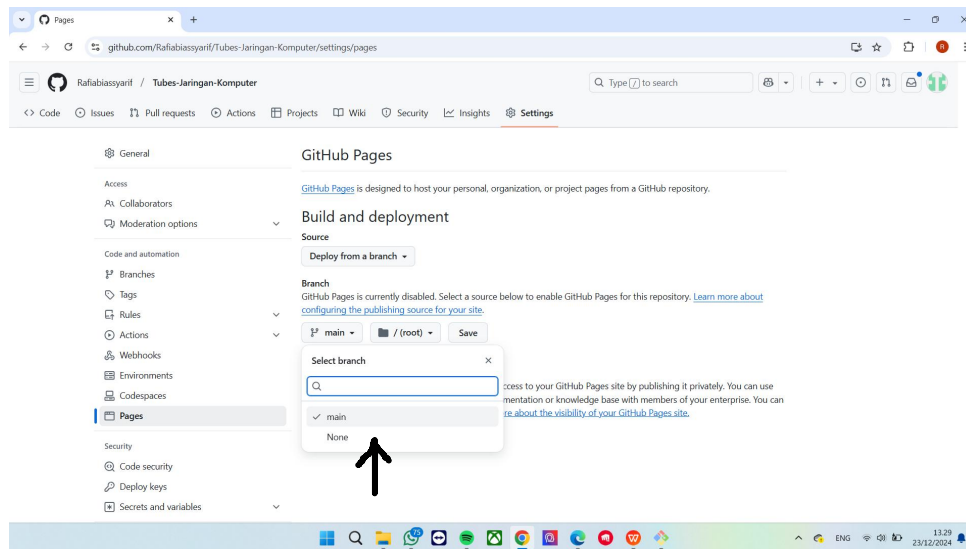 Pages
github.com/Rafiabiassyarif/Tubes-Jaringan-Komputer/settings/pages
R
Rafiabiassyarif / Tubes-Jaringan-Komputer
Type / to search
Code Issues Pull requests Actions Projects Wiki Security Insights Settings
General
Access
Collaborators
Moderation options
Code and automation
Branches
Tags
Rules
Actions
Webhooks
Environments
Codespaces
Pages
Security
Code security
Deploy keys
Secrets and variables
GitHub Pages
GitHub Pages is designed to host your personal, organization, or project pages from a GitHub repository.
Build and deployment
Source
Deploy from a branch
Branch
GitHub Pages is currently disabled. Select a source below to enable GitHub Pages for this repository. Learn more about
configuring the publishing source for your site.
main / (root) Save
Select branch
main
None
ccess to your GitHub Pages site by publishing it privately. You can use
mentation or knowledge base with members of your enterprise. You can
re about the visibility of your GitHub Pages site.
75
ENG
13.29
23/12/2024